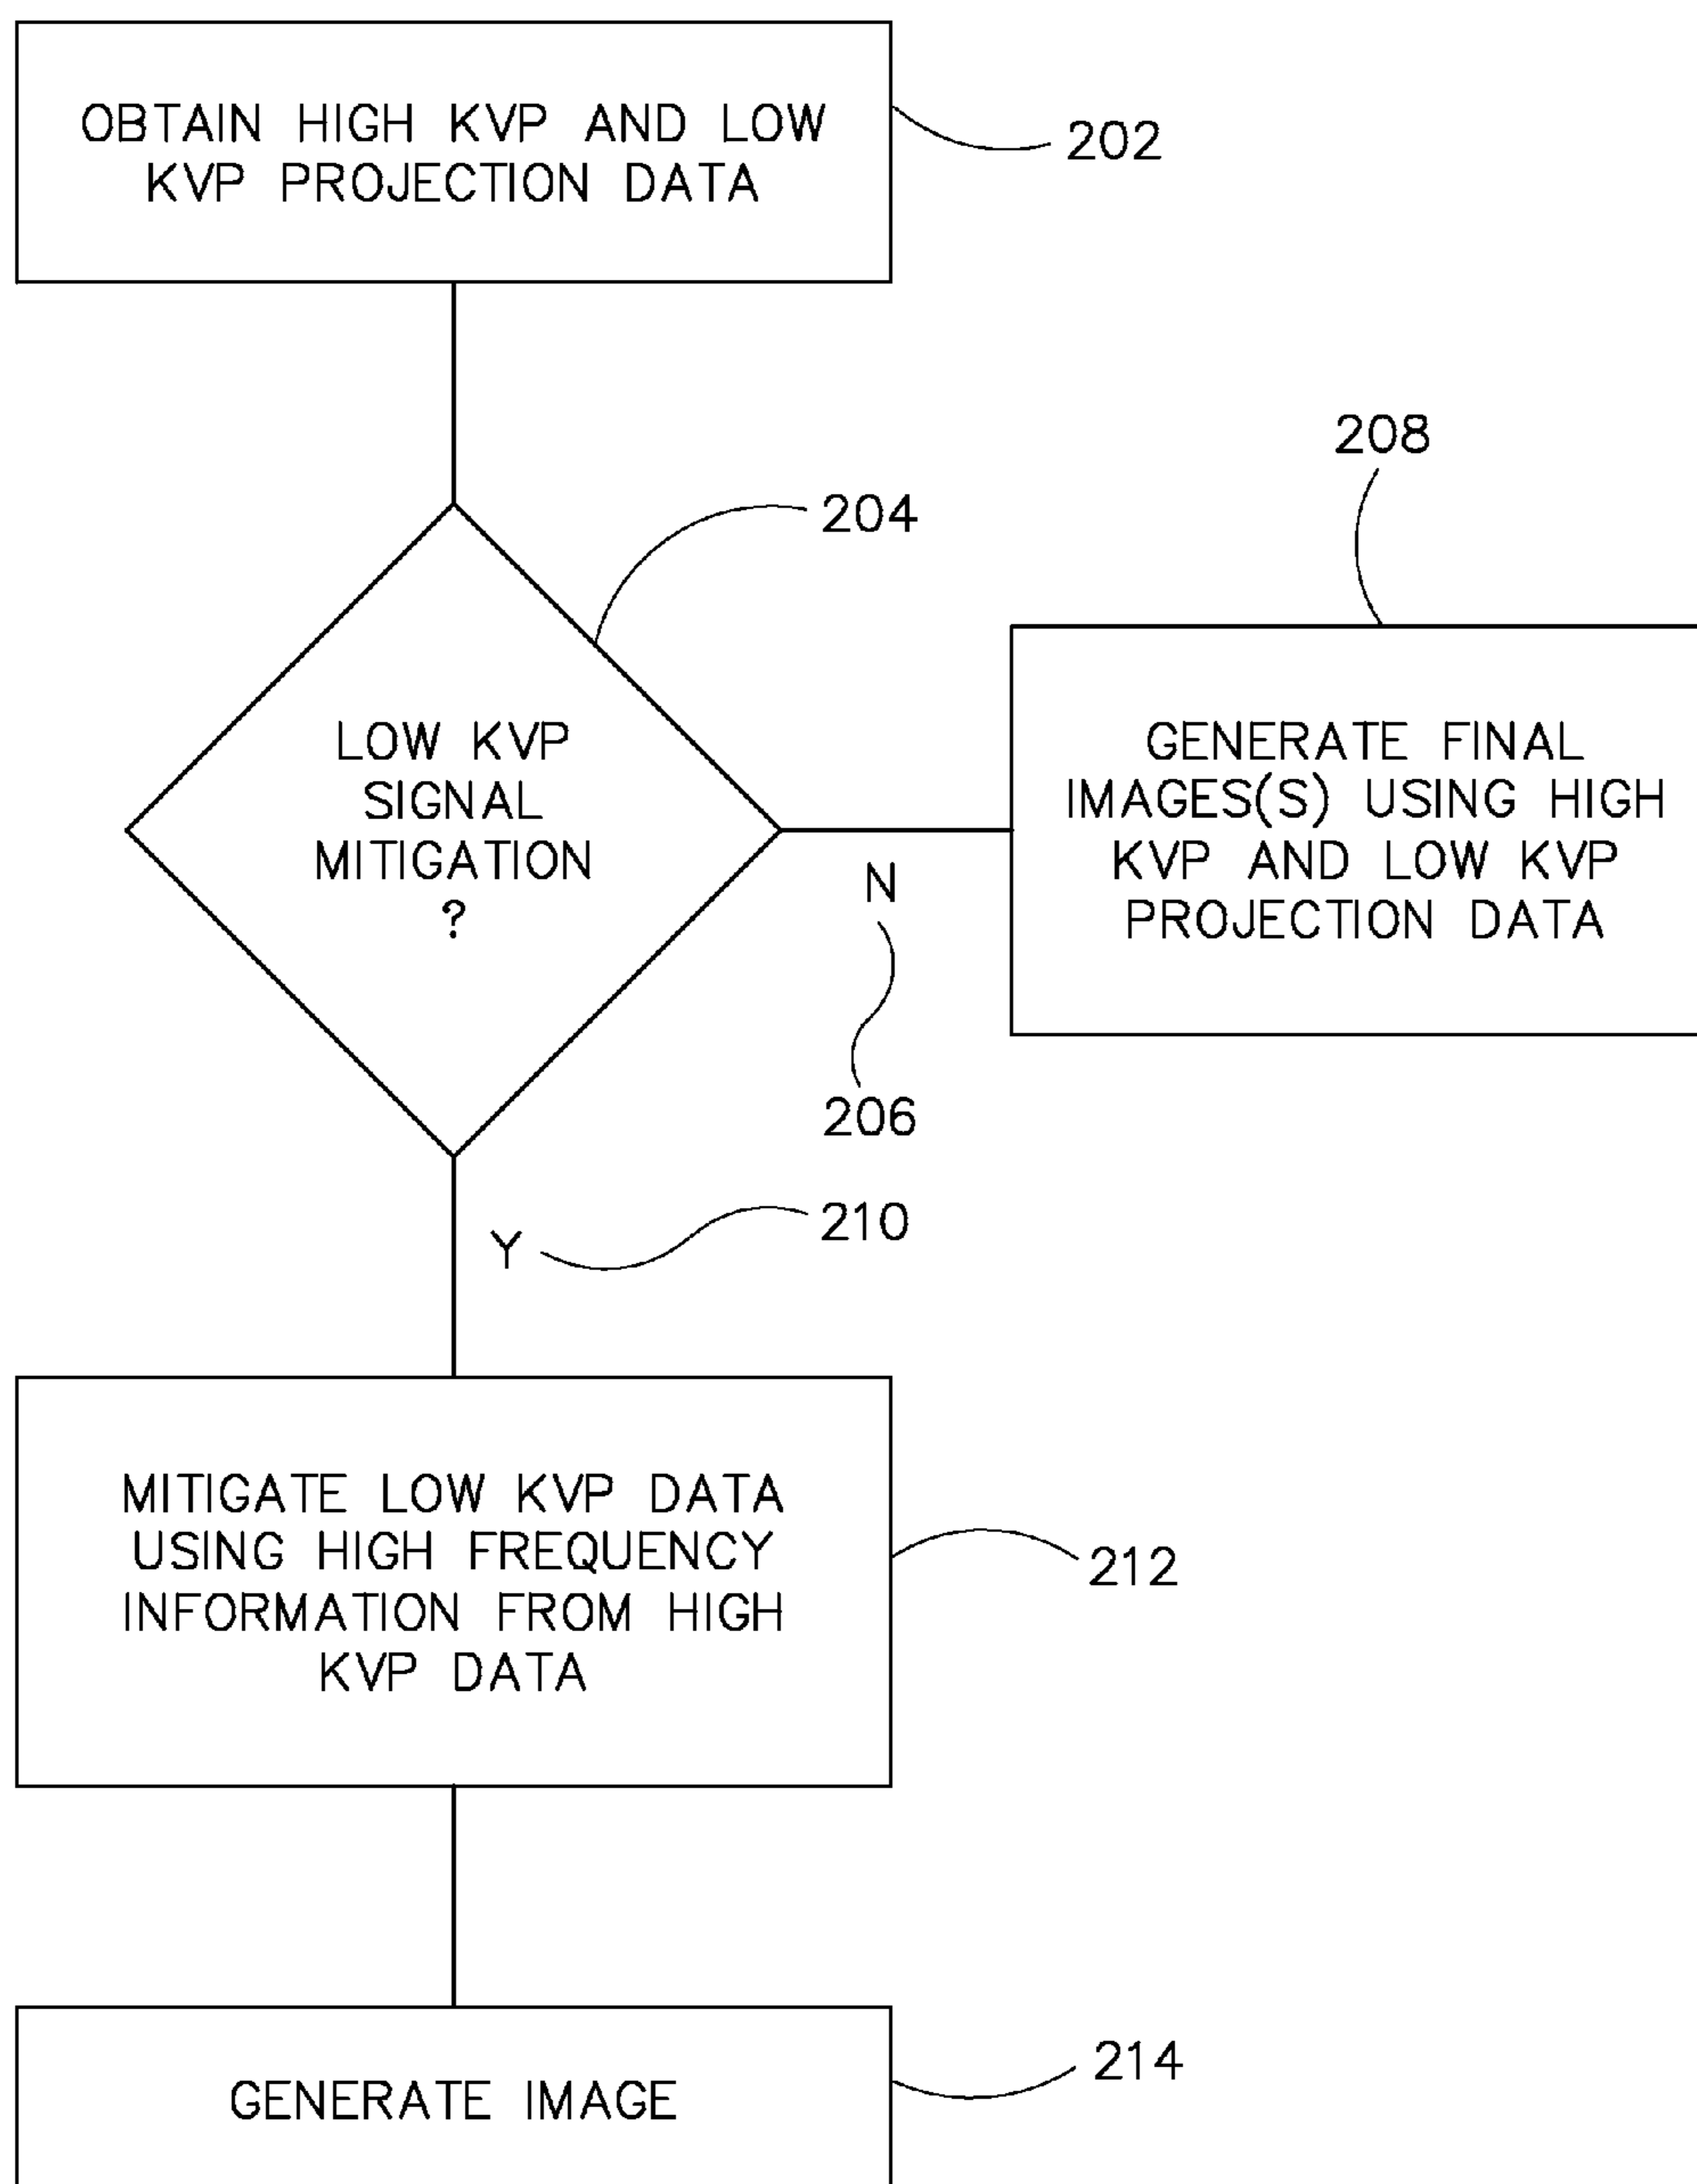 OBTAIN HIGH KVP AND LOW
KVP PROJECTION DATA
202
204
LOW KVP
SIGNAL
MITIGATION
?
N
206
208
GENERATE FINAL
IMAGES(S) USING HIGH
KVP AND LOW KVP
PROJECTION DATA
Y
210
MITIGATE LOW KVP DATA
USING HIGH FREQUENCY
INFORMATION FROM HIGH
KVP DATA
212
GENERATE IMAGE
214